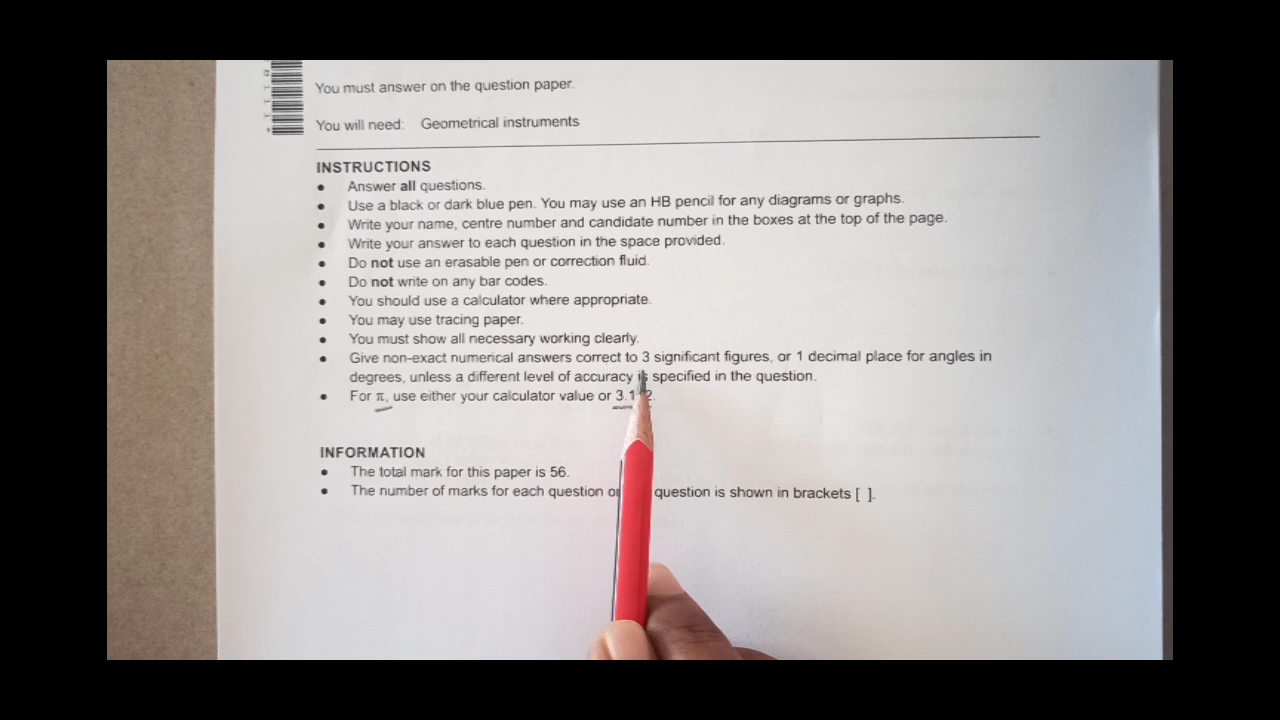 You must answer on the question paper.
You will need: Geometrical instruments
INSTRUCTIONS
• Answer all questions.
• Use a black or dark blue pen. You may use an HB pencil for any diagrams or graphs.
• Write your name, centre number and candidate number in the boxes at the top of the page.
• Write your answer to each question in the space provided.
• Do not use an erasable pen or correction fluid.
• Do not write on any bar codes.
• You should use a calculator where appropriate.
• You may use tracing paper.
• You must show all necessary working clearly.
• Give non-exact numerical answers correct to 3 significant figures, or 1 decimal place for angles in
degrees, unless a different level of accuracy is specified in the question.
• For π, use either your calculator value or
INFORMATION
• The total mark for this paper is 56.
• The number of marks for each question question is shown in brackets [ ].